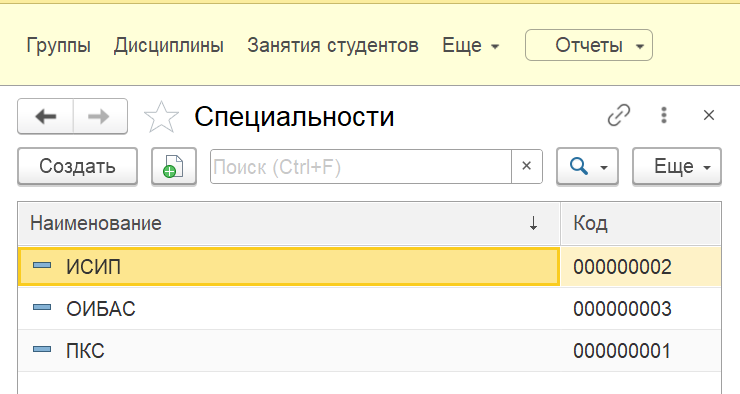 Группы Дисциплины Занятия студентов Еще Отчеты
Специальности
Создать Поиск (Ctrl+F) × Еще
Наименование ↓ Код
ИСИП 000000002
ОИБАС 000000003
ПКС 000000001